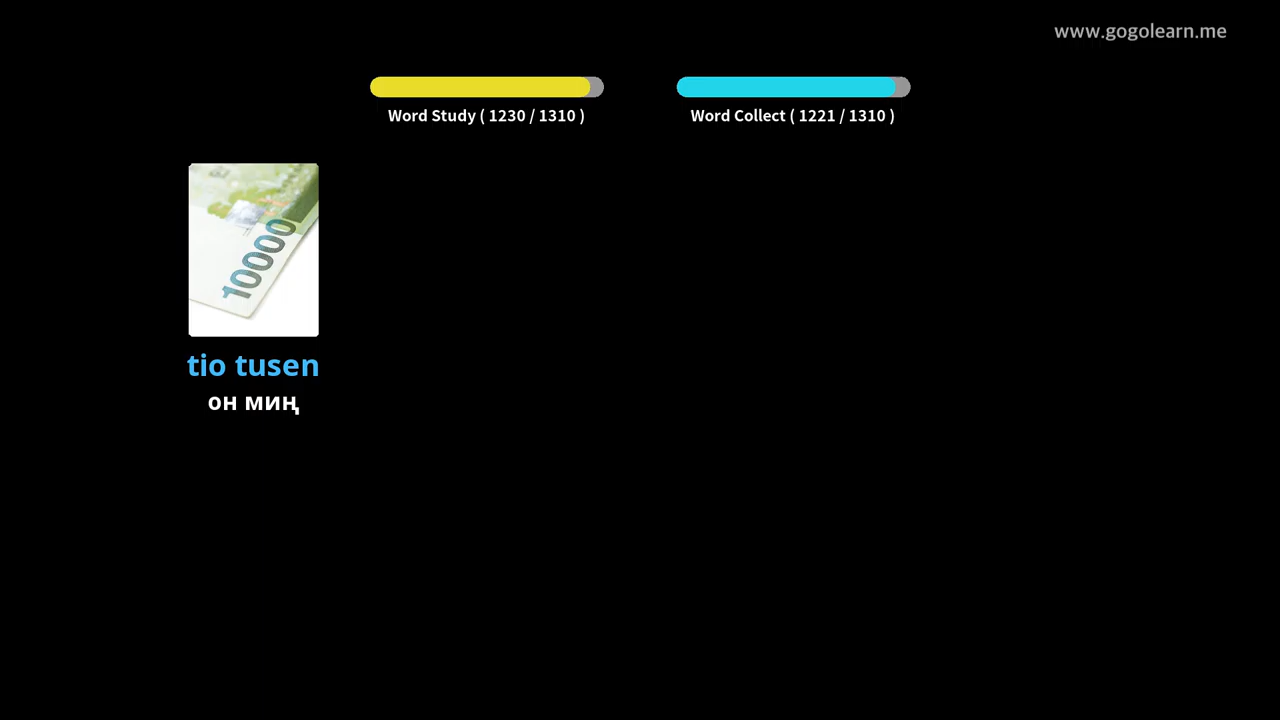 www.gogolearn.me
Word Study ( 1230 / 1310 )
Word Collect ( 1221 / 1310 )
10000
tio tusen
он миң